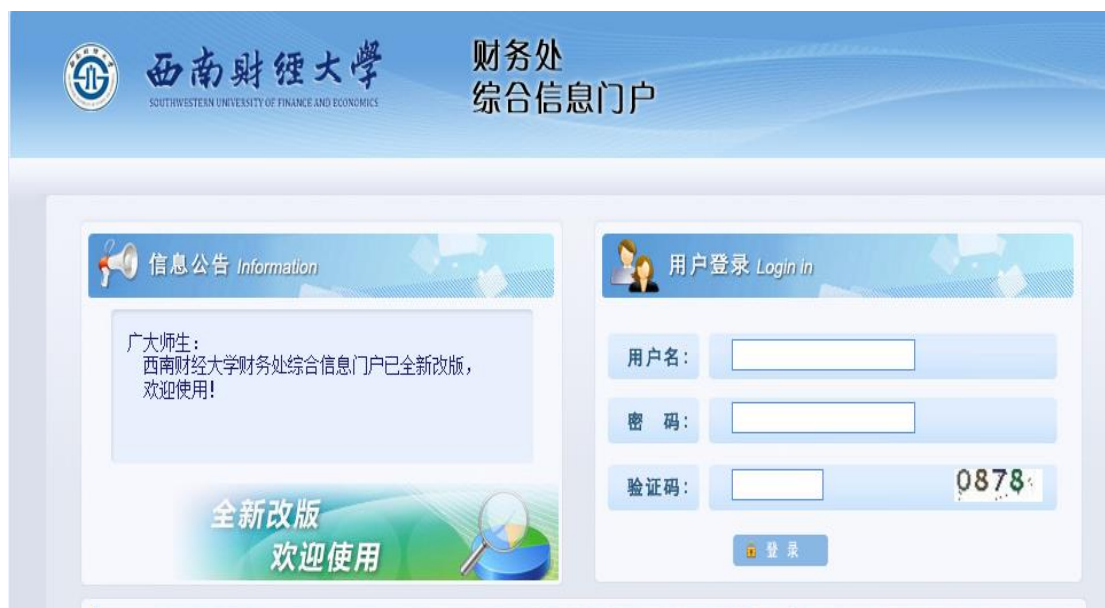 西南财经大學
SOUTHWESTERN UNIVERSITY OF FINANCE AND ECONOMICS
财务处
综合信息门户
信息公告 Information
广大师生：
西南财经大学财务处综合信息门户已全新改版，
欢迎使用！
全新改版
欢迎使用
用户登录 Login in
用户名：
密 码：
验证码：
0878
登 录